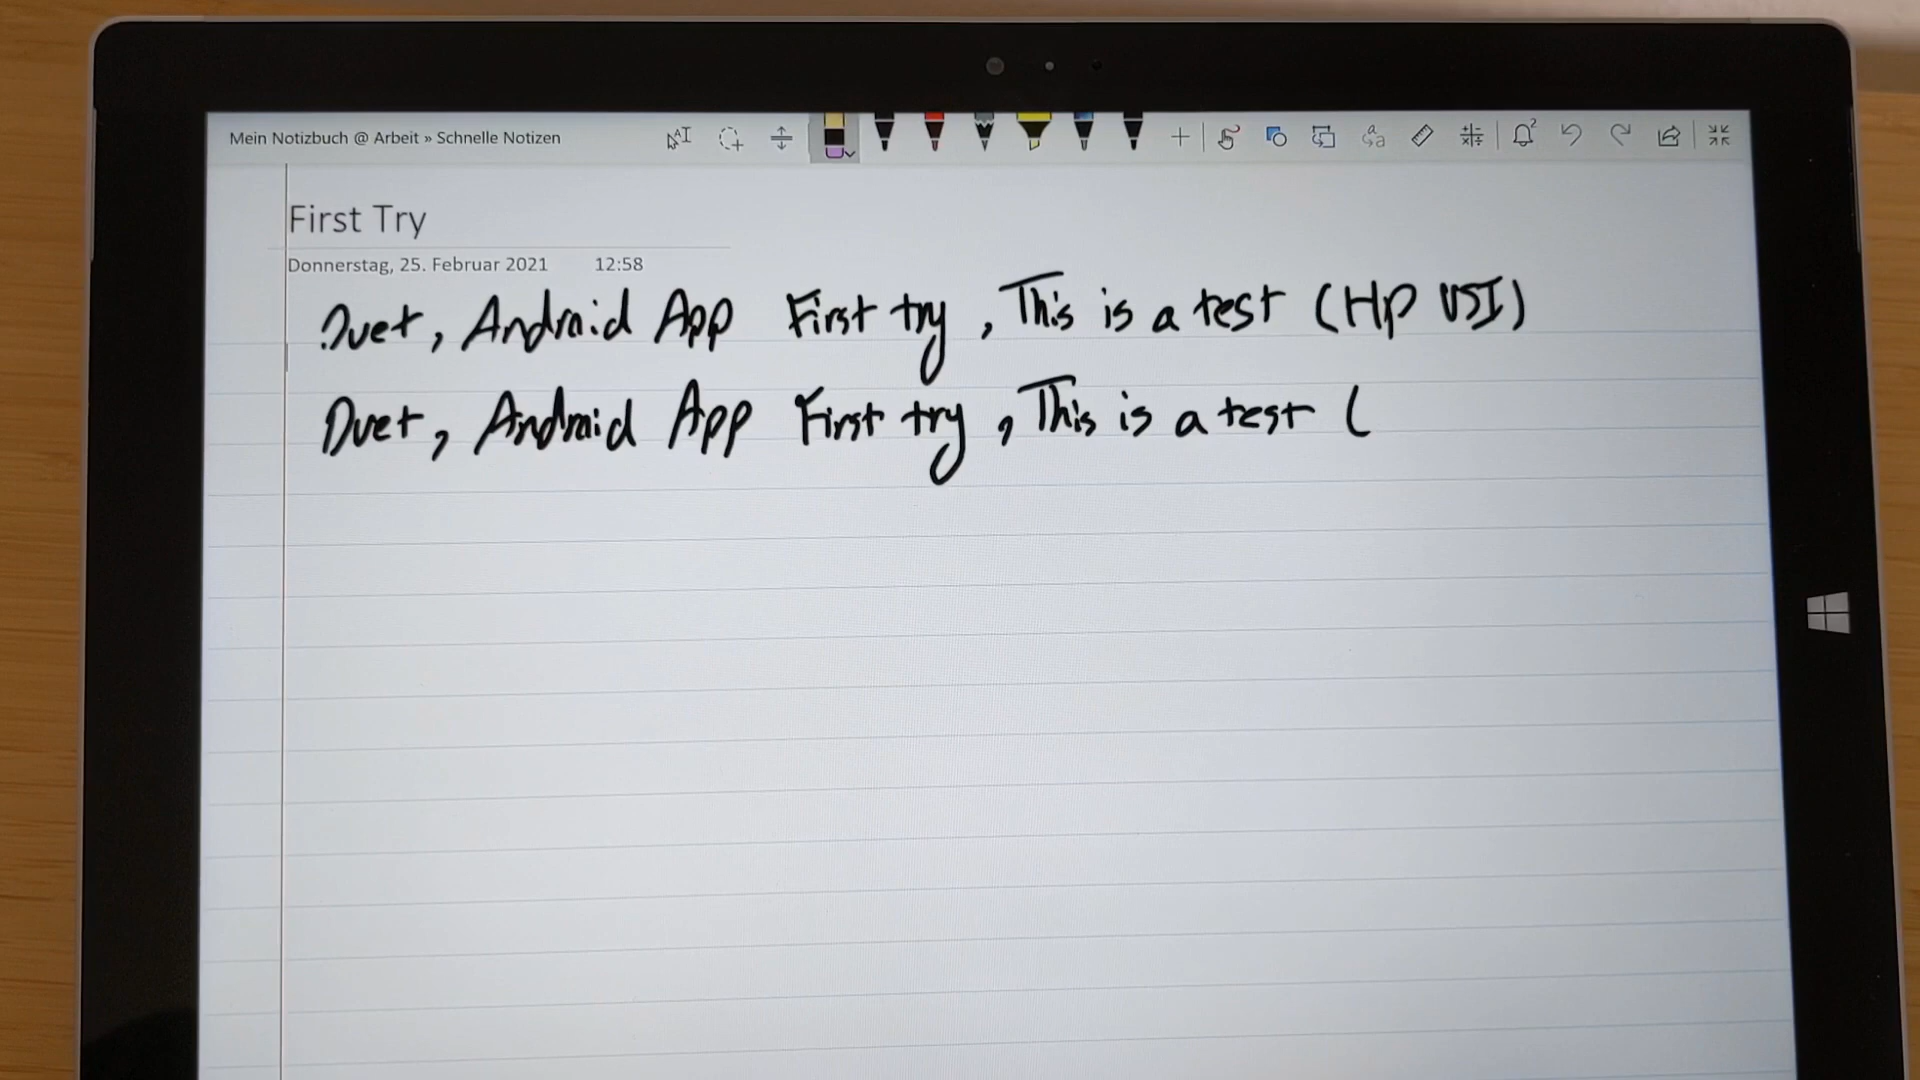 Mein Notizbuch @ Arbeit » Schnelle Notizen
First Try
Donnerstag, 25. Februar 2021 12:58
Duet, Android App First try, This is a test (HP USI)
Duet, Android App First try, This is a test (